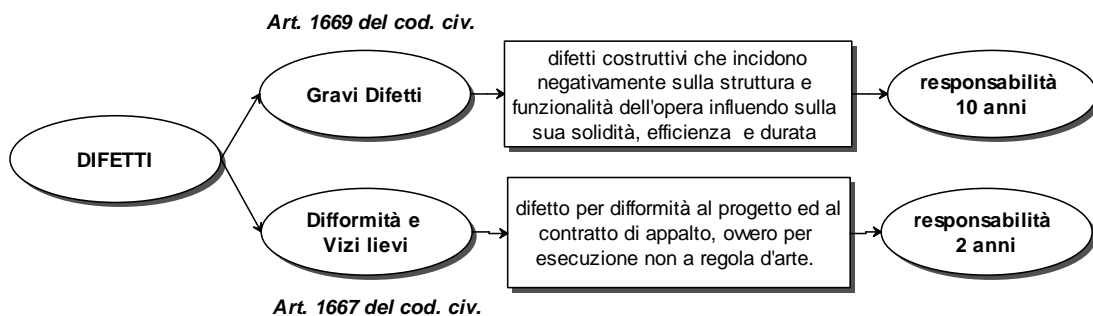 Art. 1669 del cod. civ.
Gravi Difetti
difetti costruttivi che incidono
negativamente sulla struttura e
funzionalità dell'opera influendo sulla
sua solidità, efficienza e durata
responsabilità
10 anni
DIFETTI
Difformità e
Vizi lievi
difetto per difformità al progetto ed al
contratto di appalto, ovvero per
esecuzione non a regola d'arte.
responsabilità
2 anni
Art. 1667 del cod. civ.